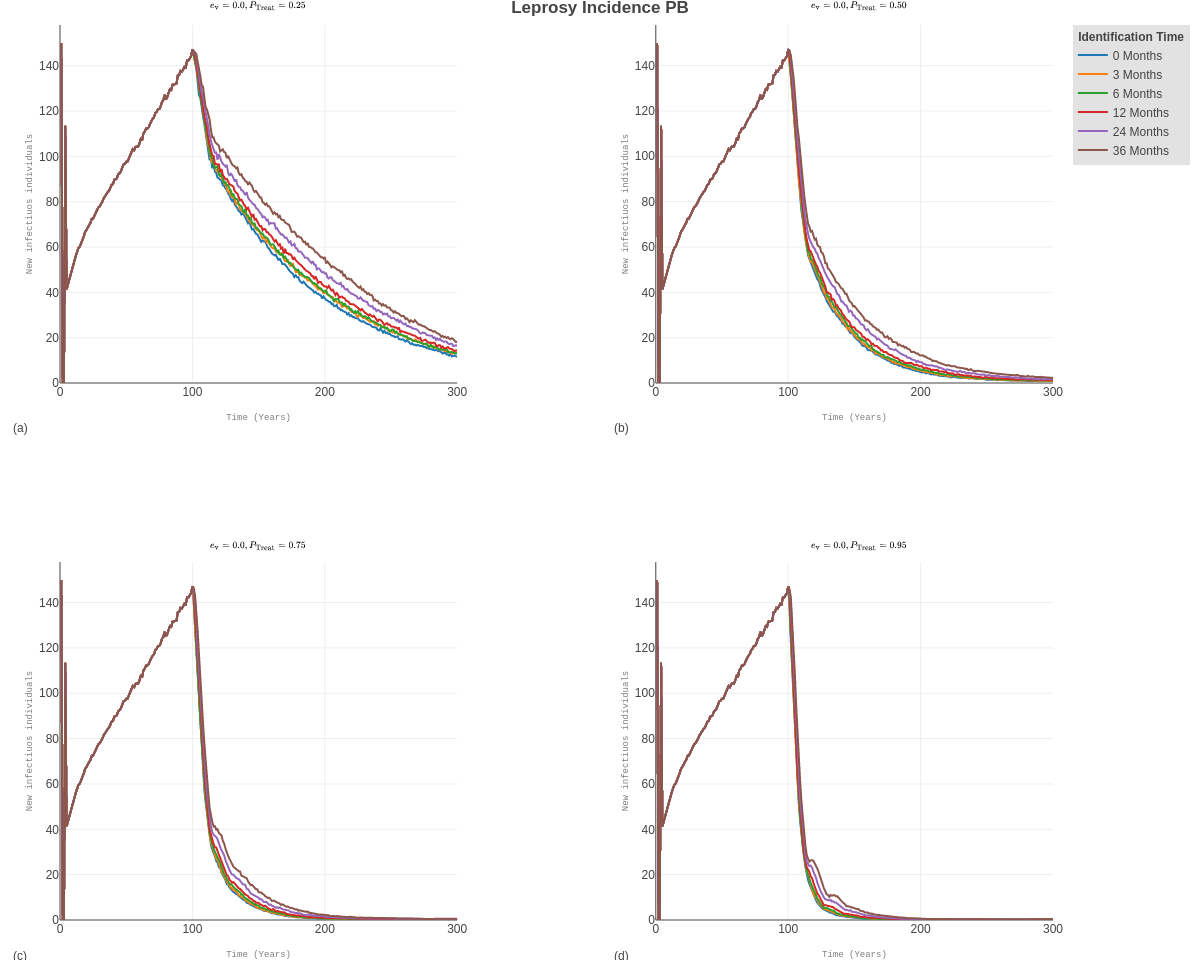 Leprosy Incidence PB
e_v = 0.0, P_Treat = 0.25
e_v = 0.0, P_Treat = 0.50
140
120
100
80
60
40
20
0
New infectiuos individuals
0 100 200 300
Time (Years)
(a)
140
120
100
80
60
40
20
0
New infectiuos individuals
0 100 200 300
Time (Years)
(b)
Identification Time
0 Months
3 Months
6 Months
12 Months
24 Months
36 Months
e_v = 0.0, P_Treat = 0.75
e_v = 0.0, P_Treat = 0.95
140
120
100
80
60
40
20
0
New infectiuos individuals
0 100 200 300
Time (Years)
(c)
140
120
100
80
60
40
20
0
New infectiuos individuals
0 100 200 300
Time (Years)
(d)